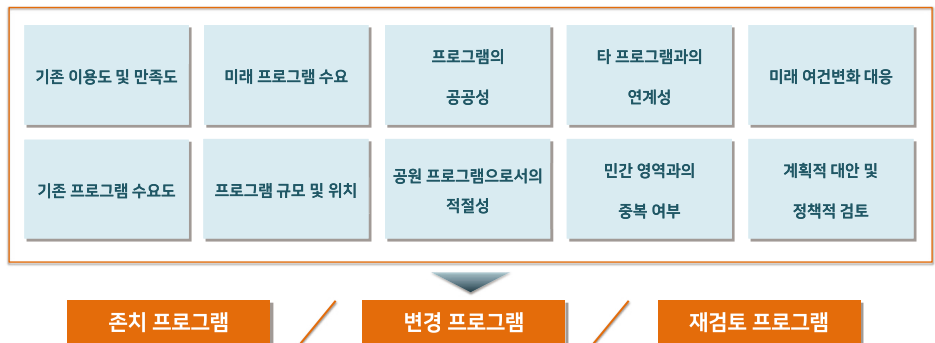 기존 이용도 및 만족도
미래 프로그램 수요
프로그램의
공공성
타 프로그램과의
연계성
미래 여건변화 대응
기존 프로그램 수요도
프로그램 규모 및 위치
공원 프로그램으로서의
적절성
민간 영역과의
중복 여부
계획적 대안 및
정책적 검토
존치 프로그램
변경 프로그램
재검토 프로그램